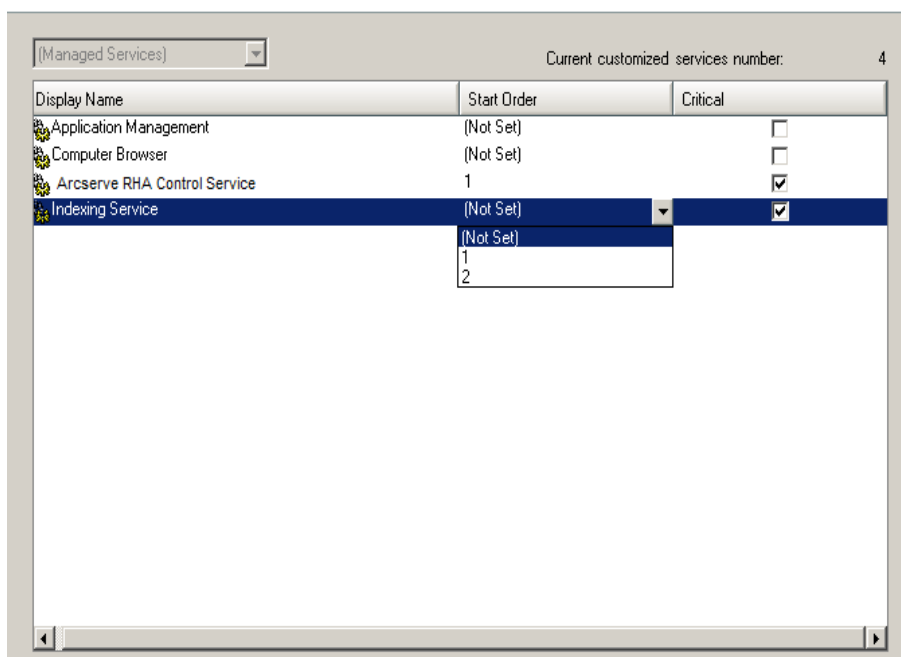 (Managed Services) Current customized services number: 4
Display Name Start Order Critical
Application Management (Not Set)
Computer Browser (Not Set)
Arcserve RHA Control Service 1
Indexing Service (Not Set)
(Not Set)
1
2